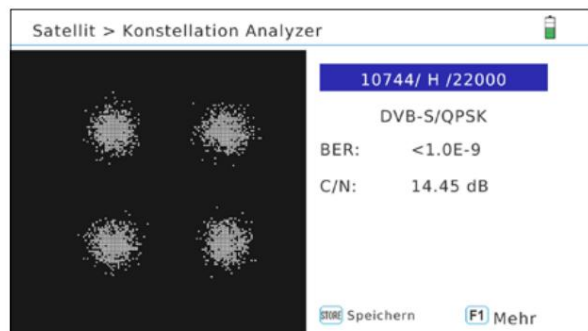 Satellit > Konstellation Analyzer
10744/ H /22000
DVB-S/QPSK
BER: <1.0E-9
C/N: 14.45 dB
STORE Speichern F1 Mehr